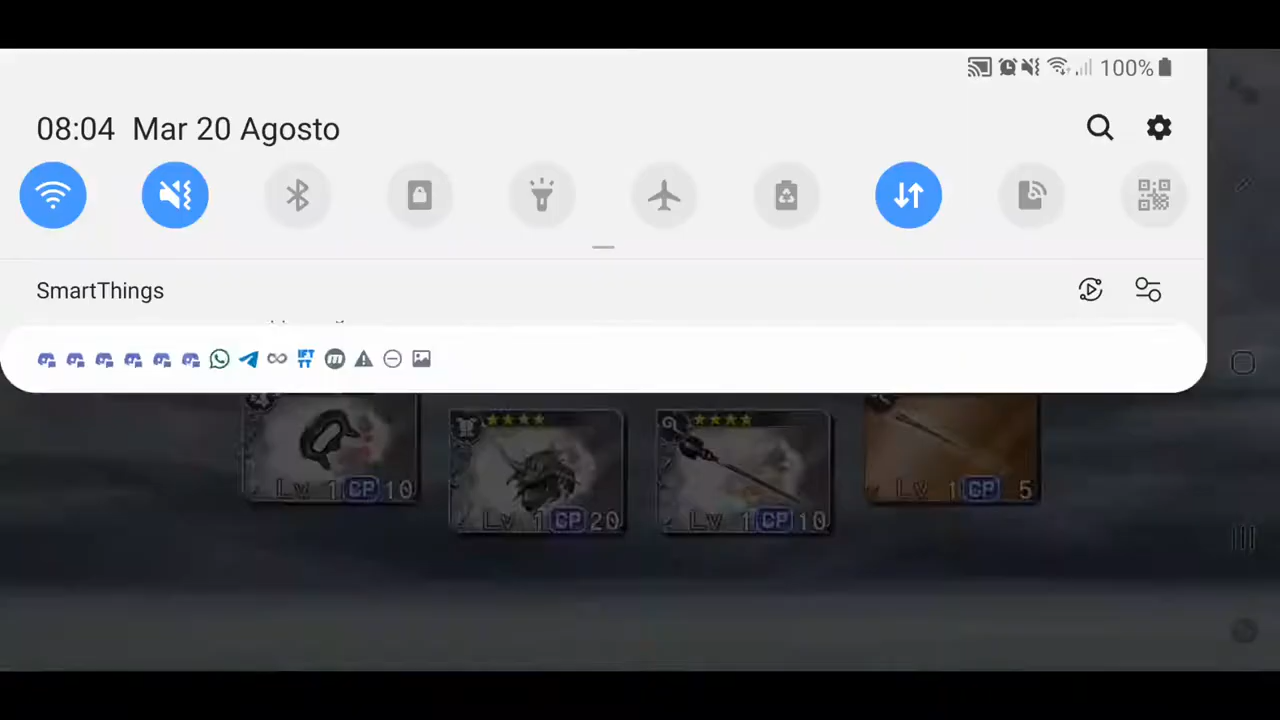 100%
08:04 Mar 20 Agosto
SmartThings
IFTTT
m
Lv 1 CP 10
Lv 1 CP 20
Lv 1 CP 10
Lv 1 CP 5